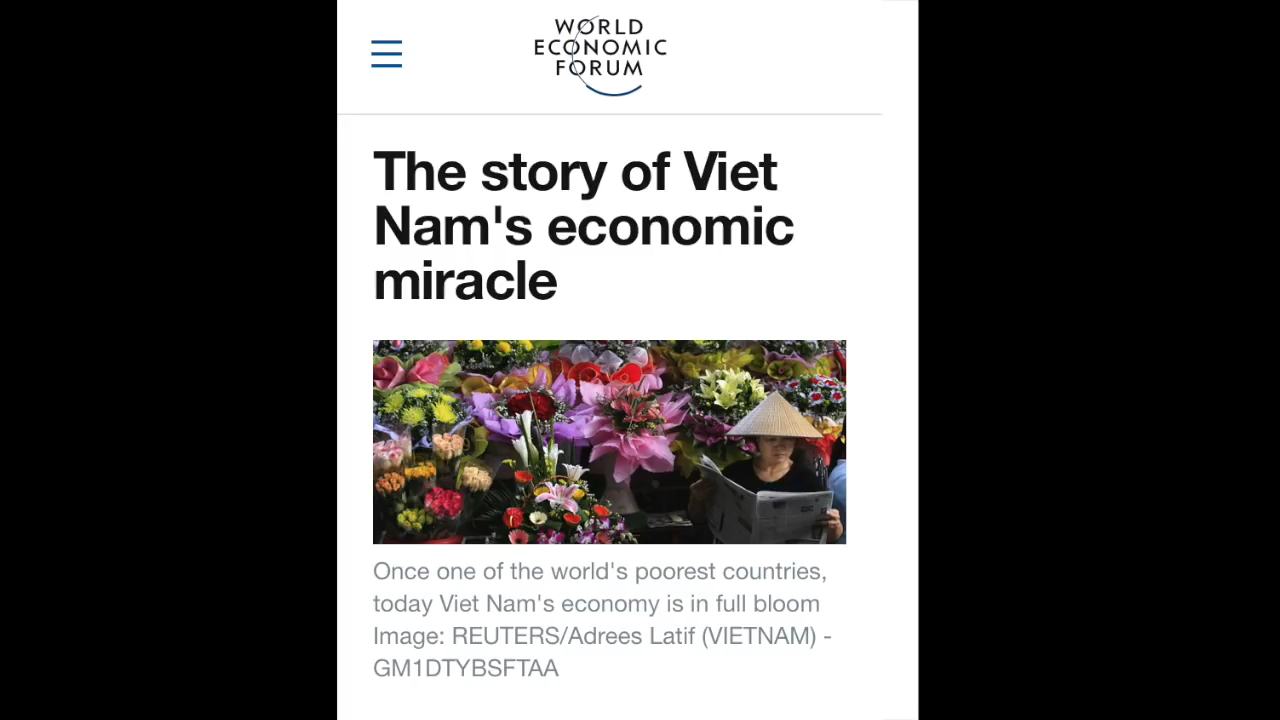 WORLD
ECONOMIC
FORUM
The story of Viet
Nam's economic
miracle
Once one of the world's poorest countries,
today Viet Nam's economy is in full bloom
Image: REUTERS/Adrees Latif (VIETNAM) -
GM1DTYBSFTAA